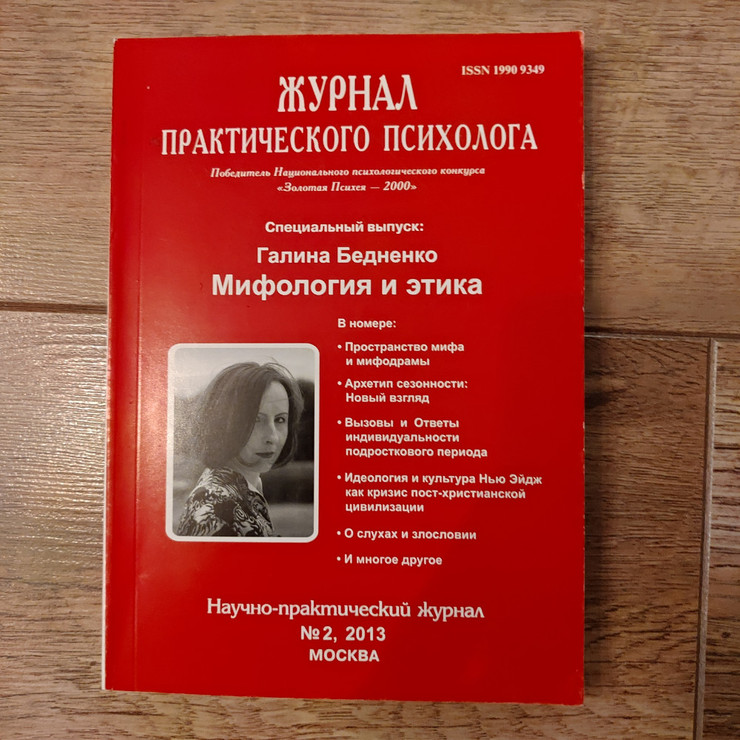 ISSN 1990 9349
ЖУРНАЛ
ПРАКТИЧЕСКОГО ПСИХОЛОГА
Победитель Национального психологического конкурса
«Золотая Психея — 2000»
Специальный выпуск:
Галина Бедненко
Мифология и этика
В номере:
• Пространство мифа
и мифодрамы
• Архетип сезонности:
Новый взгляд
• Вызовы и Ответы
индивидуальности
подросткового периода
• Идеология и культура Нью Эйдж
как кризис пост-христианской
цивилизации
• О слухах и злословии
• И многое другое
Научно-практический журнал
№2, 2013
МОСКВА